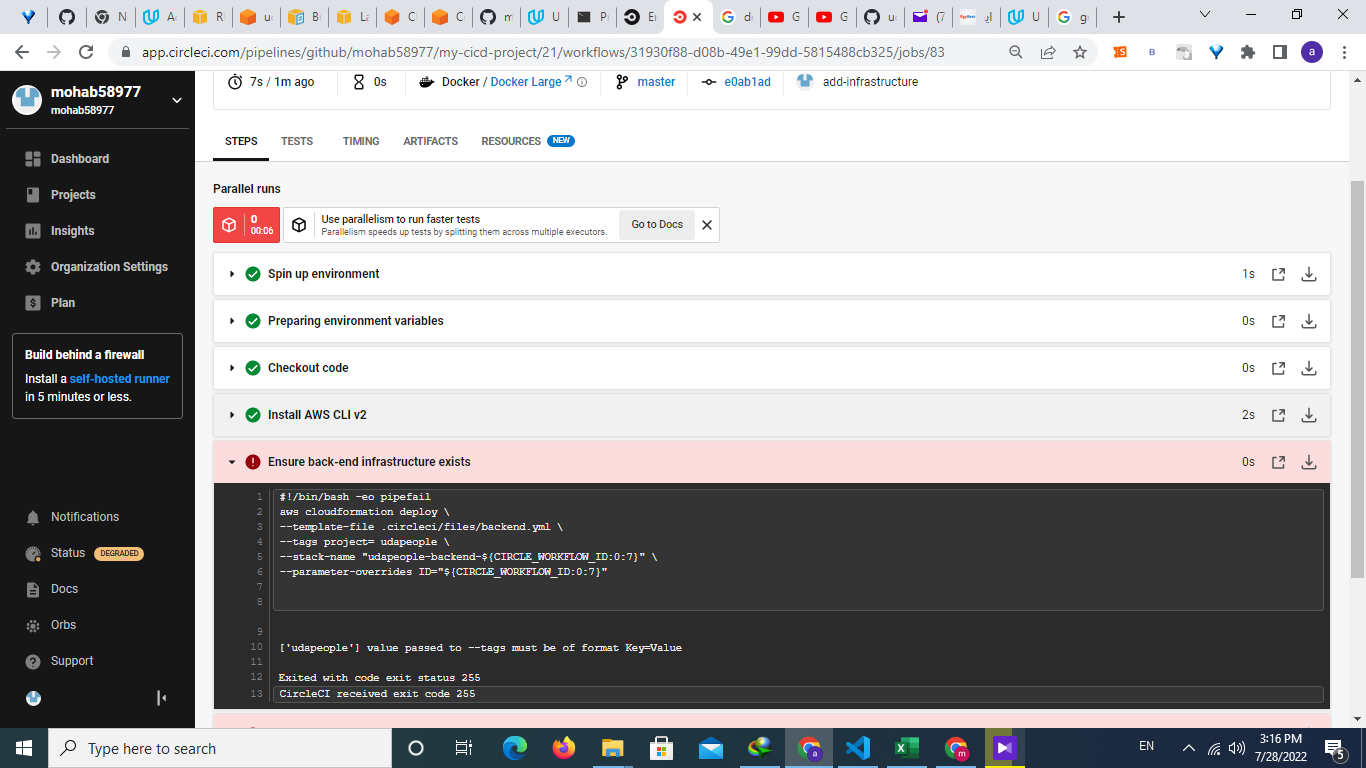 Ac
R
uc
B
La
C
C
m
U
Pi
Er
de
G
G
uc
(7
U
ge
app.circleci.com/pipelines/github/mohab58977/my-cicd-project/21/workflows/31930f88-d08b-49e1-99dd-5815488cb325/jobs/83
mohab58977
mohab58977
7s / 1m ago
0s
Docker / Docker Large
master
e0ab1ad
add-infrastructure
Dashboard
Projects
Insights
Organization Settings
Plan
Build behind a firewall
Install a self-hosted runner
in 5 minutes or less.
Notifications
Status DEGRADED
Docs
Orbs
Support
STEPS
TESTS
TIMING
ARTIFACTS
RESOURCES NEW
Parallel runs
0
00:06
Use parallelism to run faster tests
Parallelism speeds up tests by splitting them across multiple executors.
Go to Docs
Spin up environment 1s
Preparing environment variables 0s
Checkout code 0s
Install AWS CLI v2 2s
Ensure back-end infrastructure exists 0s
1 #!/bin/bash -eo pipefail
2 aws cloudformation deploy \
3 --template-file .circleci/files/backend.yml \
4 --tags project= udapeople \
5 --stack-name "udapeople-backend-${CIRCLE_WORKFLOW_ID:0:7}" \
6 --parameter-overrides ID="${CIRCLE_WORKFLOW_ID:0:7}"
7
8
9
10 ['udapeople'] value passed to --tags must be of format Key=Value
11
12 Exited with code exit status 255
13 CircleCI received exit code 255
Type here to search
EN
3:16 PM
7/28/2022
5